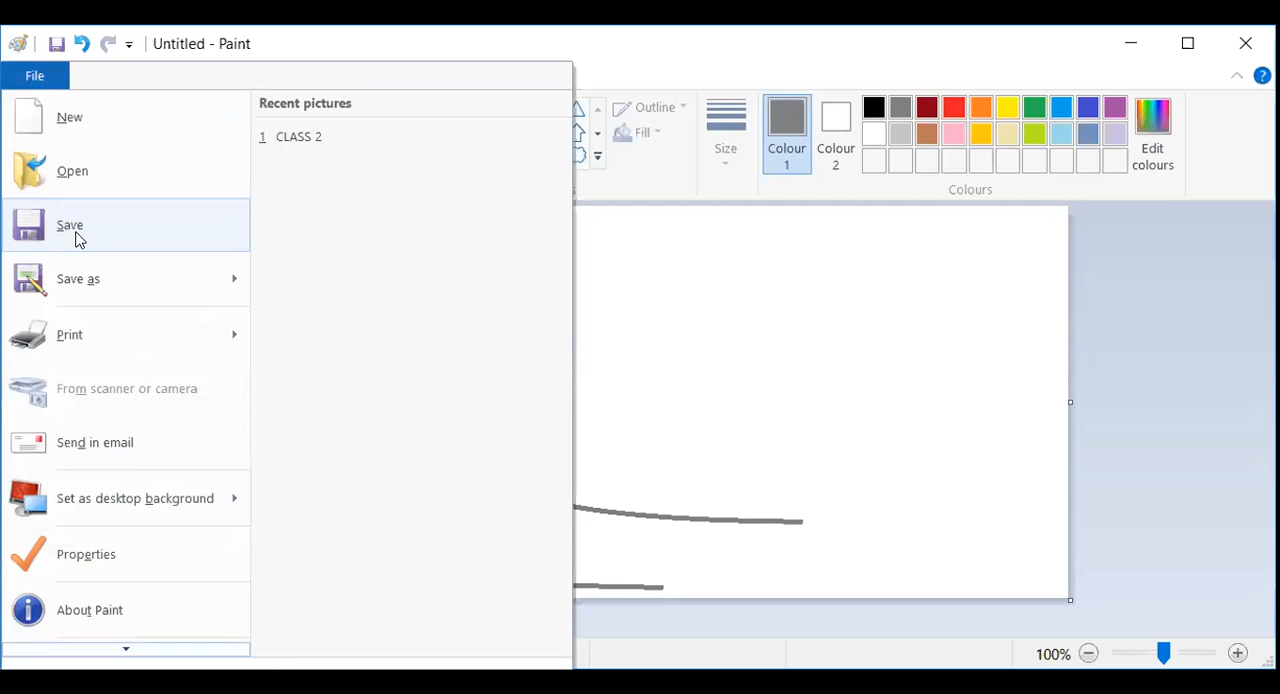 Untitled - Paint
File
Recent pictures
New
1 CLASS 2
Open
Save
Save as
Print
From scanner or camera
Send in email
Set as desktop background
Properties
About Paint
Outline
Fill
Size
Colour
1
Colour
2
Edit
colours
Colours
100%